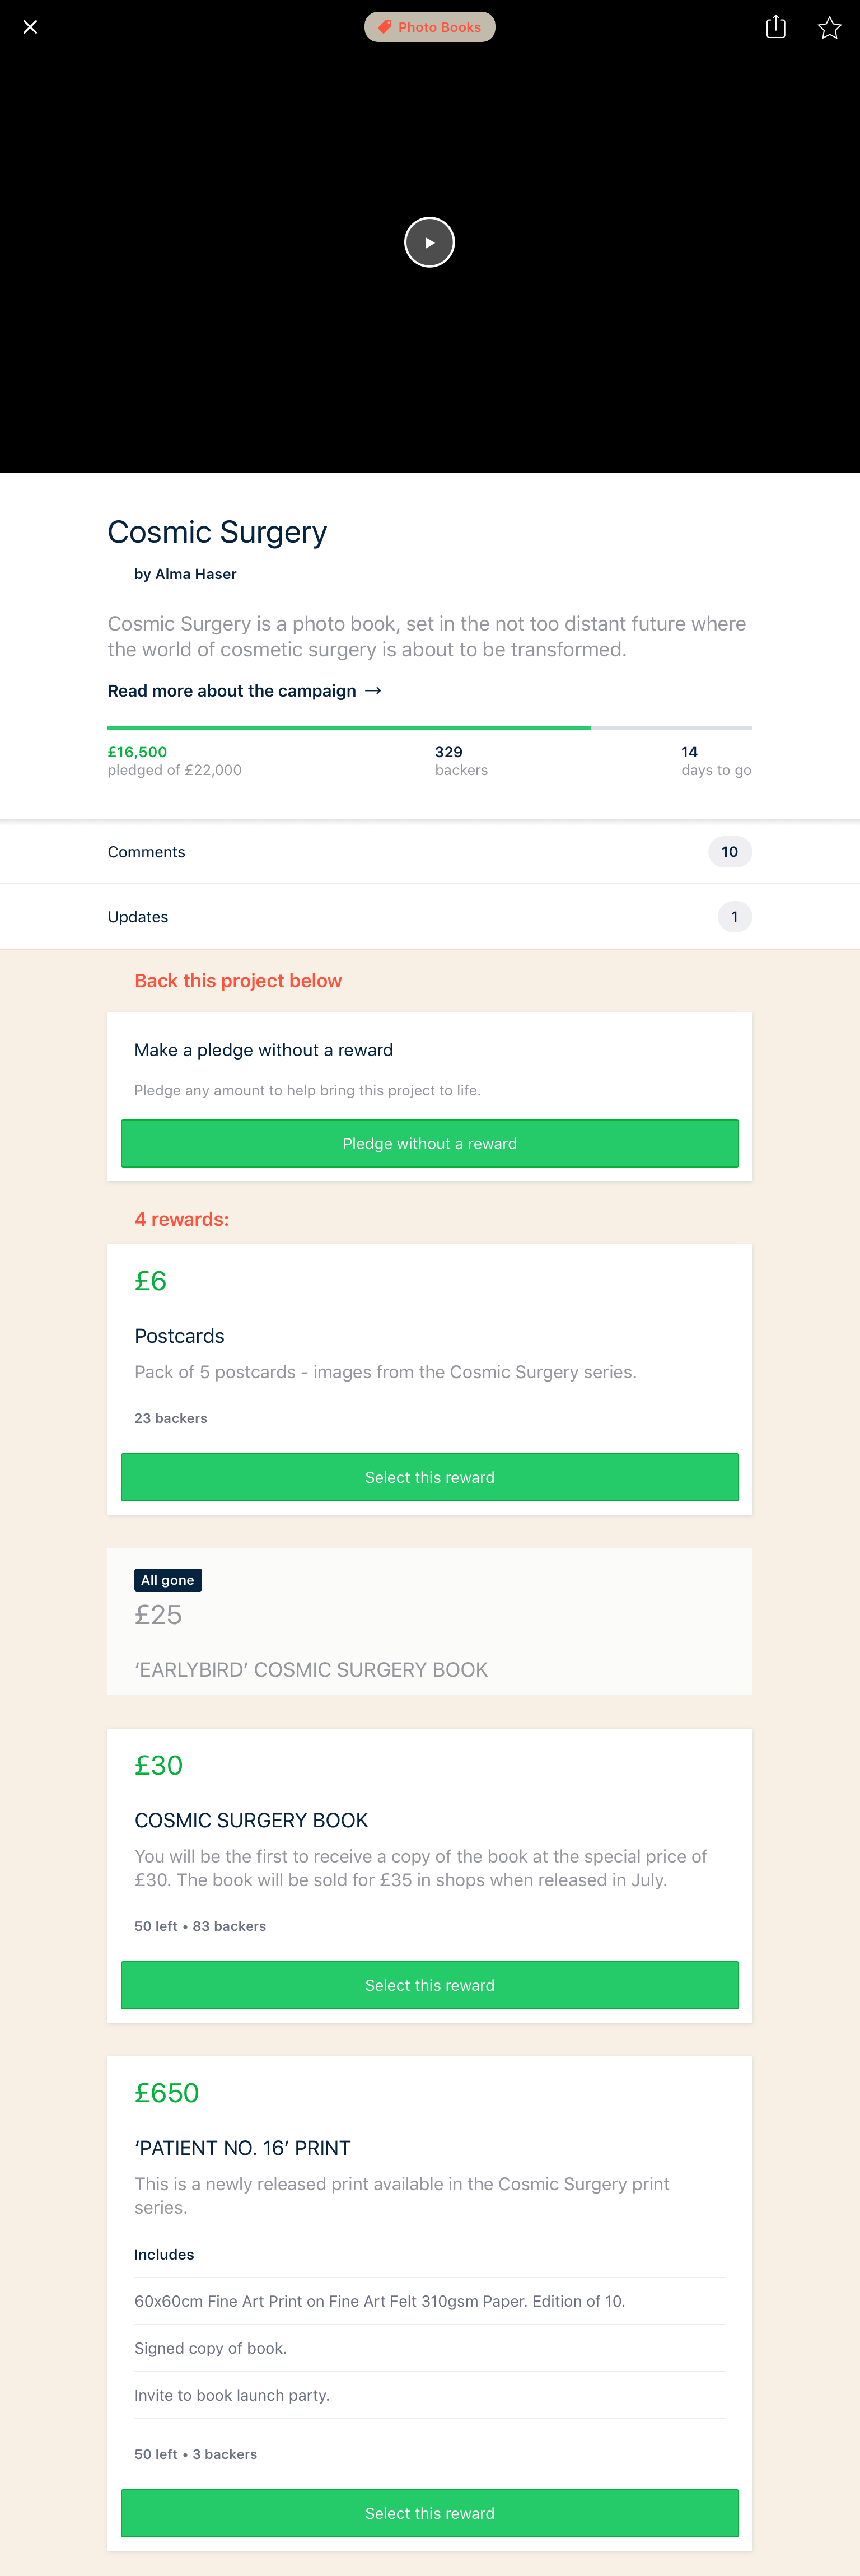 Photo Books
Cosmic Surgery
by Alma Haser
Cosmic Surgery is a photo book, set in the not too distant future where
the world of cosmetic surgery is about to be transformed.
Read more about the campaign →
£16,500
pledged of £22,000
329
backers
14
days to go
Comments
10
Updates
1
Back this project below
Make a pledge without a reward
Pledge any amount to help bring this project to life.
Pledge without a reward
4 rewards:
£6
Postcards
Pack of 5 postcards - images from the Cosmic Surgery series.
23 backers
Select this reward
All gone
£25
‘EARLYBIRD’ COSMIC SURGERY BOOK
£30
COSMIC SURGERY BOOK
You will be the first to receive a copy of the book at the special price of
£30. The book will be sold for £35 in shops when released in July.
50 left • 83 backers
Select this reward
£650
‘PATIENT NO. 16’ PRINT
This is a newly released print available in the Cosmic Surgery print
series.
Includes
60x60cm Fine Art Print on Fine Art Felt 310gsm Paper. Edition of 10.
Signed copy of book.
Invite to book launch party.
50 left • 3 backers
Select this reward